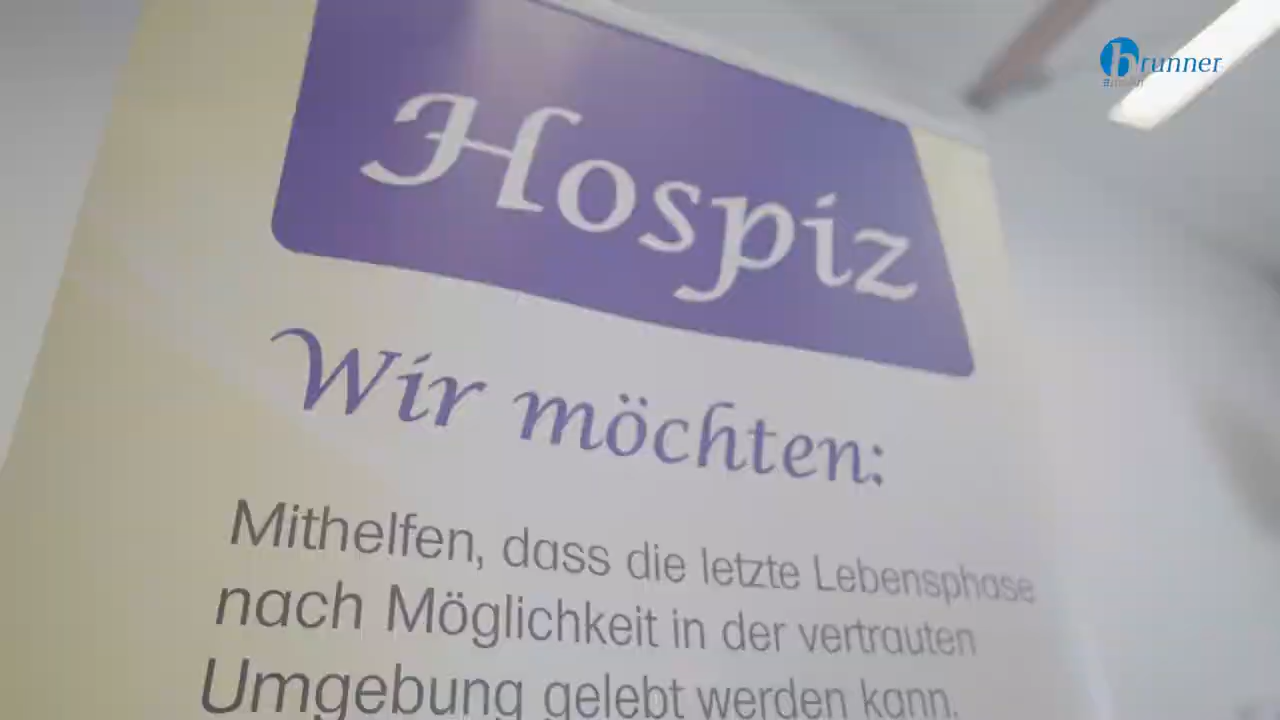 brunner
Hospiz
Wir möchten:
Mithelfen, dass die letzte Lebensphase
nach Möglichkeit in der vertrauten
Umgebung gelebt werden kann.